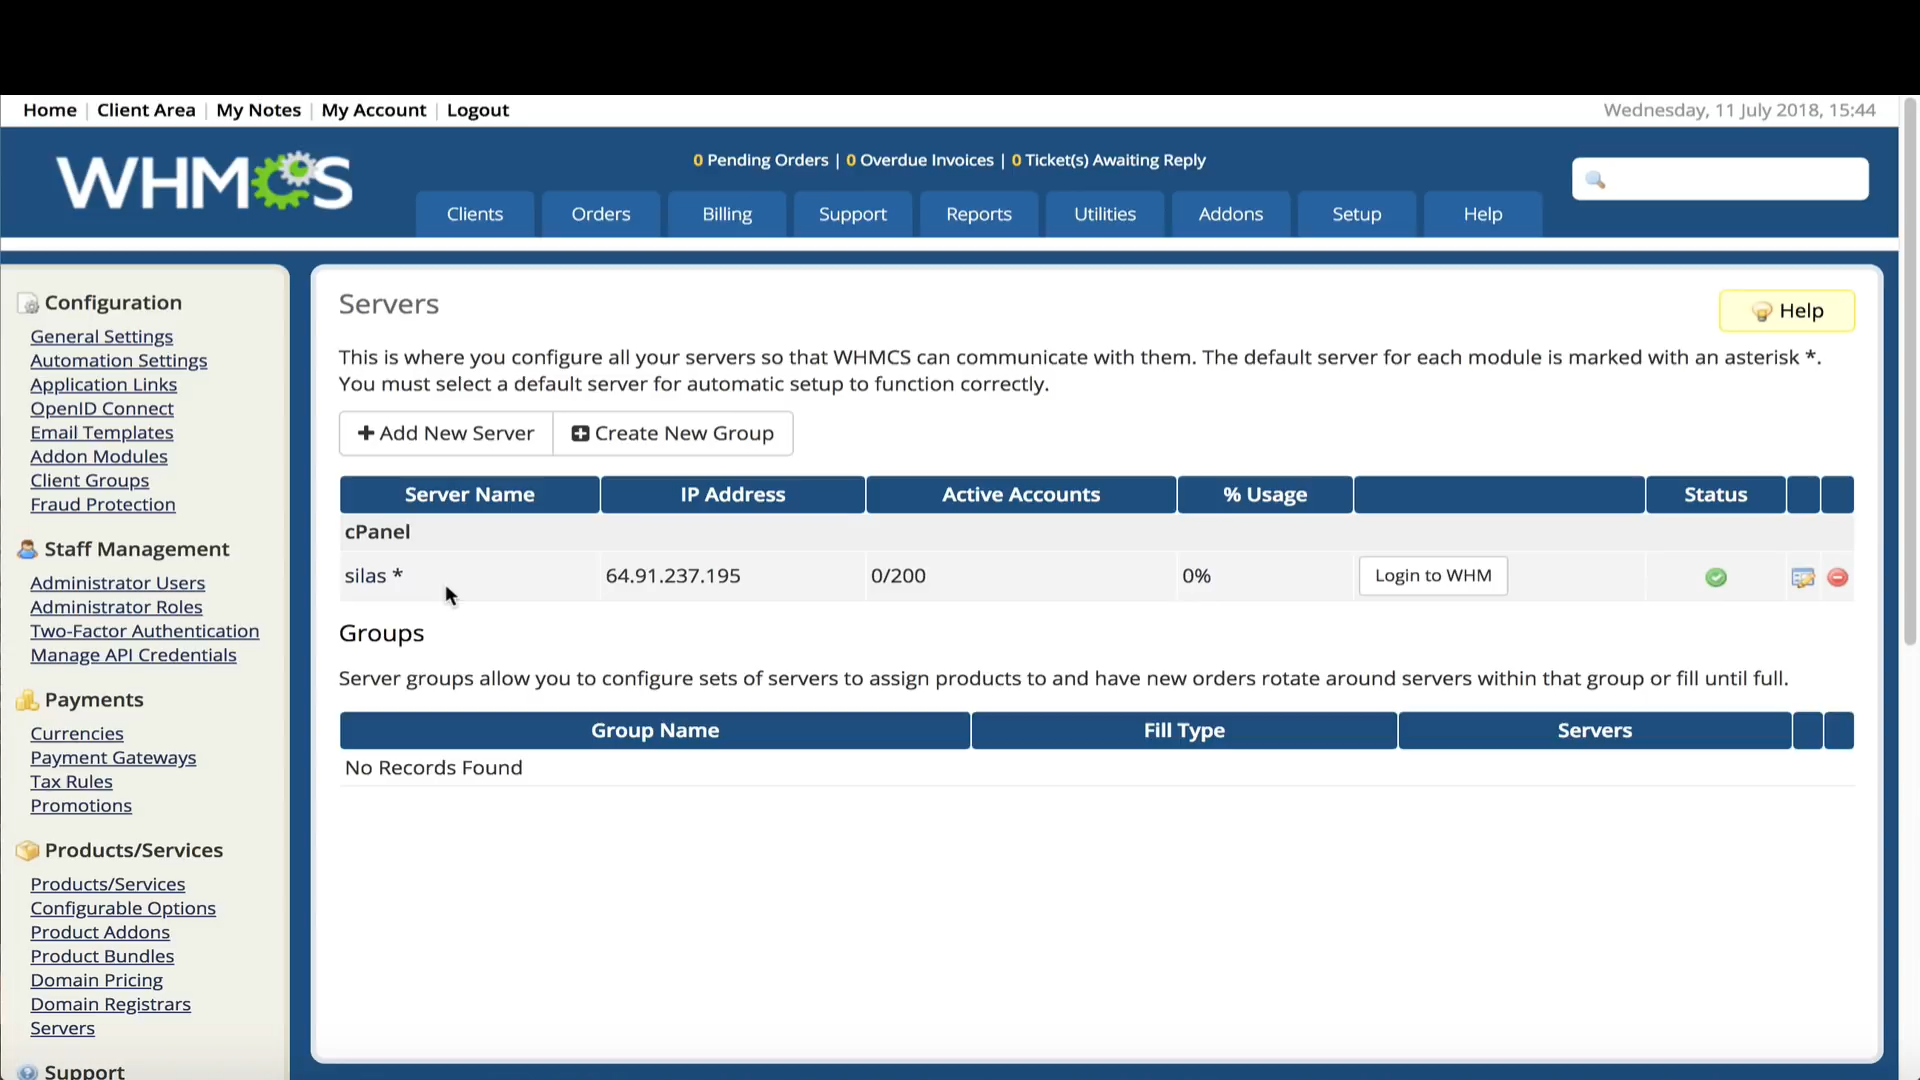 Home | Client Area | My Notes | My Account | Logout
Wednesday, 11 July 2018, 15:44
WHMCS
0 Pending Orders | 0 Overdue Invoices | 0 Ticket(s) Awaiting Reply
Clients Orders Billing Support Reports Utilities Addons Setup Help
Configuration
General Settings
Automation Settings
Application Links
OpenID Connect
Email Templates
Addon Modules
Client Groups
Fraud Protection
Staff Management
Administrator Users
Administrator Roles
Two-Factor Authentication
Manage API Credentials
Payments
Currencies
Payment Gateways
Tax Rules
Promotions
Products/Services
Products/Services
Configurable Options
Product Addons
Product Bundles
Domain Pricing
Domain Registrars
Servers
Support
Servers
Help
This is where you configure all your servers so that WHMCS can communicate with them. The default server for each module is marked with an asterisk *.
You must select a default server for automatic setup to function correctly.
Add New Server Create New Group
Server Name IP Address Active Accounts % Usage Status
cPanel
silas * 64.91.237.195 0/200 0% Login to WHM
Groups
Server groups allow you to configure sets of servers to assign products to and have new orders rotate around servers within that group or fill until full.
Group Name Fill Type Servers
No Records Found